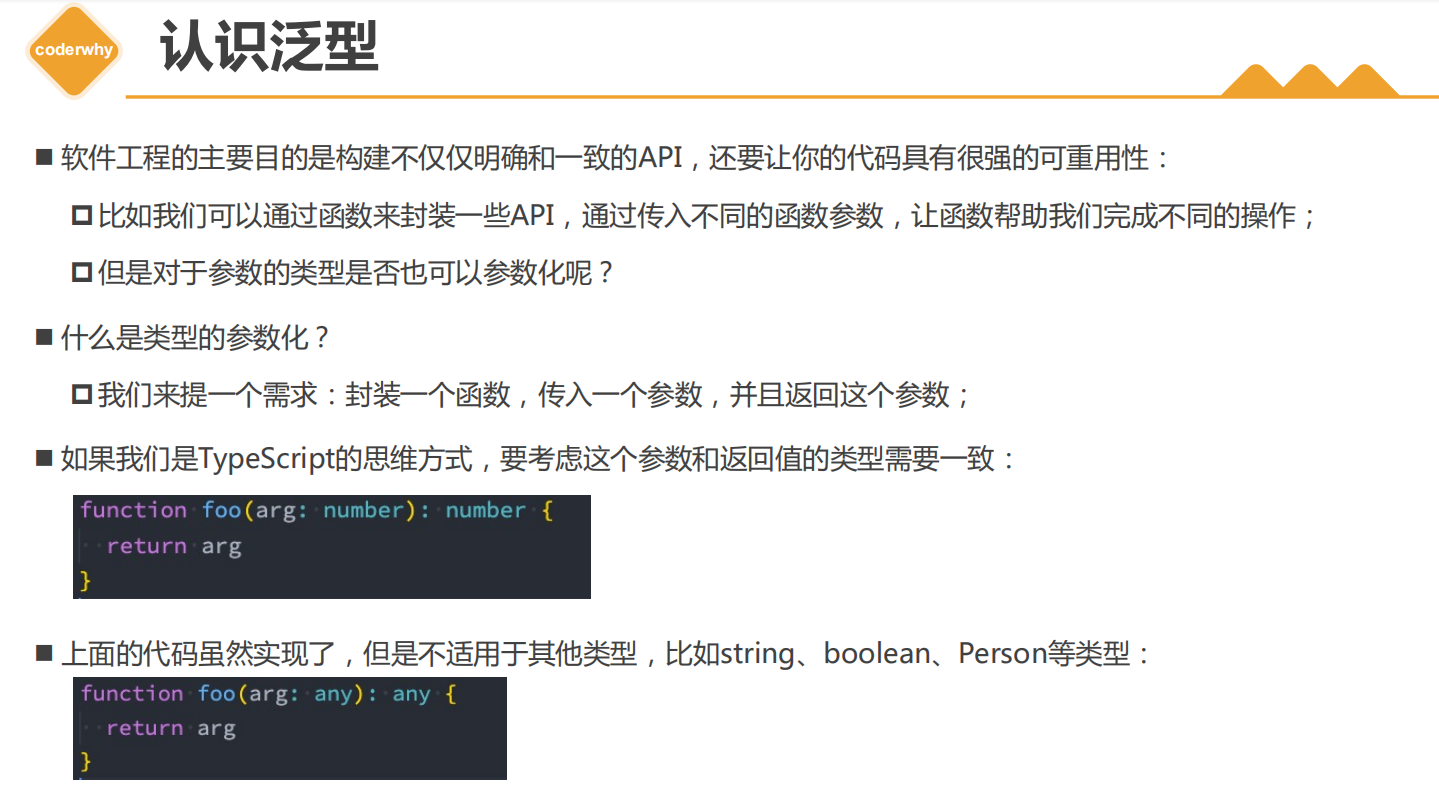 coderwhy
认识泛型
软件工程的主要目的是构建不仅仅明确和一致的API，还要让你的代码具有很强的可重用性：
比如我们可以通过函数来封装一些API，通过传入不同的函数参数，让函数帮助我们完成不同的操作；
但是对于参数的类型是否也可以参数化呢？
什么是类型的参数化？
我们来提一个需求：封装一个函数，传入一个参数，并且返回这个参数；
如果我们是TypeScript的思维方式，要考虑这个参数和返回值的类型需要一致：
function foo(arg: number): number {
  return arg
}
上面的代码虽然实现了，但是不适用于其他类型，比如string、boolean、Person等类型：
function foo(arg: any): any {
  return arg
}